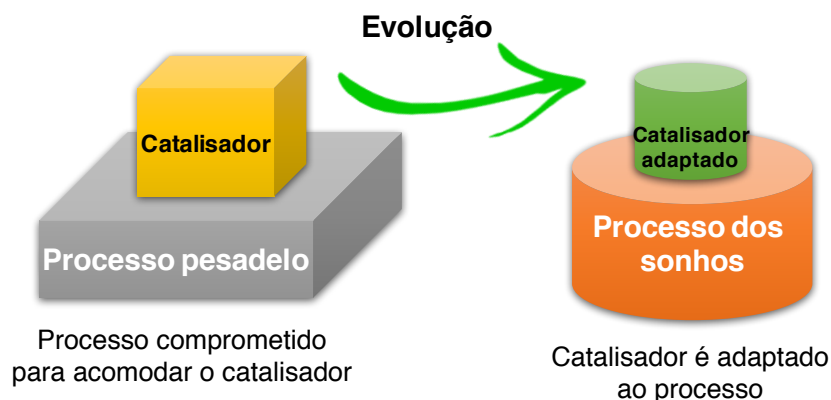 Evolução
Catalisador
Processo pesadelo
Processo comprometido
para acomodar o catalisador
Catalisador
adaptado
Processo dos
sonhos
Catalisador é adaptado
ao processo